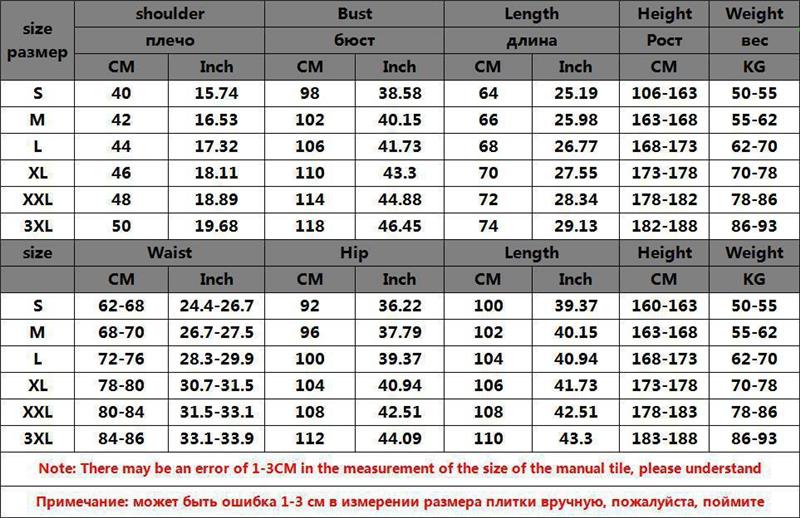 size shoulder Bust Length Height Weight
размер плечо бюст длина Рост вес
CM Inch CM Inch CM Inch CM KG
S 40 15.74 98 38.58 64 25.19 106-163 50-55
M 42 16.53 102 40.15 66 25.98 163-168 55-62
L 44 17.32 106 41.73 68 26.77 168-173 62-70
XL 46 18.11 110 43.3 70 27.55 173-178 70-78
XXL 48 18.89 114 44.88 72 28.34 178-182 78-86
3XL 50 19.68 118 46.45 74 29.13 182-188 86-93
size Waist Hip Length Height Weight
CM Inch CM Inch CM Inch CM KG
S 62-68 24.4-26.7 92 36.22 100 39.37 160-163 50-55
M 68-70 26.7-27.5 96 37.79 102 40.15 163-168 55-62
L 72-76 28.3-29.9 100 39.37 104 40.94 168-173 62-70
XL 78-80 30.7-31.5 104 40.94 106 41.73 173-178 70-78
XXL 80-84 31.5-33.1 108 42.51 108 42.51 178-183 78-86
3XL 84-86 33.1-33.9 112 44.09 110 43.3 183-188 86-93
Note: There may be an error of 1-3CM in the measurement of the size of the manual tile, please understand
Примечание: может быть ошибка 1-3 см в измерении размера плитки вручную, пожалуйста, поймите